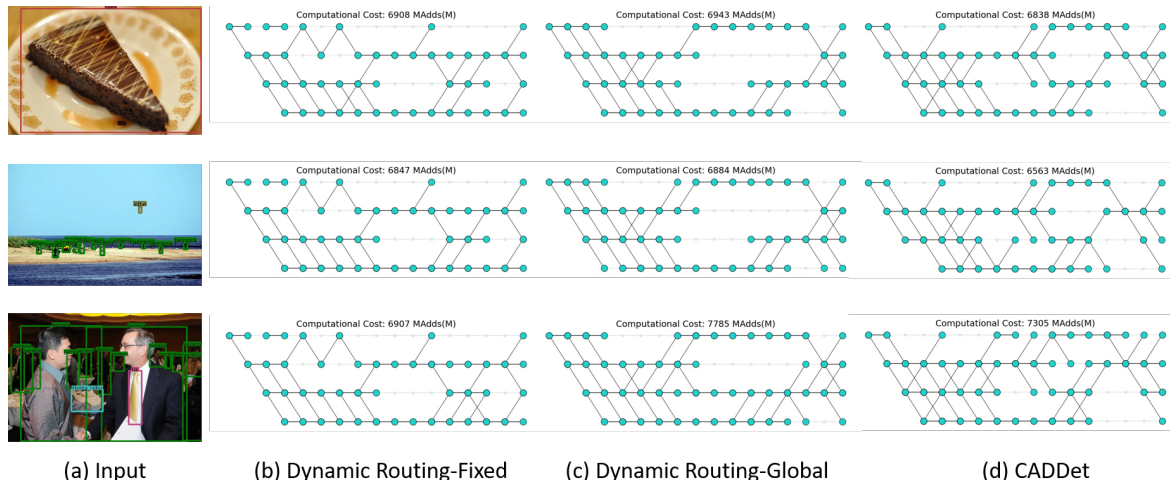 Computational Cost: 6908 MAdds(M)
Computational Cost: 6943 MAdds(M)
Computational Cost: 6838 MAdds(M)
Computational Cost: 6847 MAdds(M)
Computational Cost: 6884 MAdds(M)
Computational Cost: 6563 MAdds(M)
Computational Cost: 6907 MAdds(M)
Computational Cost: 7785 MAdds(M)
Computational Cost: 7305 MAdds(M)
(a) Input
(b) Dynamic Routing-Fixed
(c) Dynamic Routing-Global
(d) CADDet